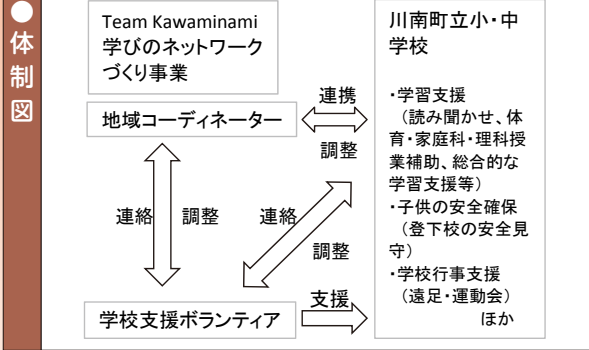 ●体制図
Team Kawaminami
学びのネットワーク
づくり事業
地域コーディネーター
連携
調整
連絡
調整
連絡
調整
学校支援ボランティア
支援
川南町立小・中
学校
・学習支援
（読み聞かせ、体
育・家庭科・理科授
業補助、総合的な
学習支援等）
・子供の安全確保
（登下校の安全見
守）
・学校行事支援
（遠足・運動会）
ほか